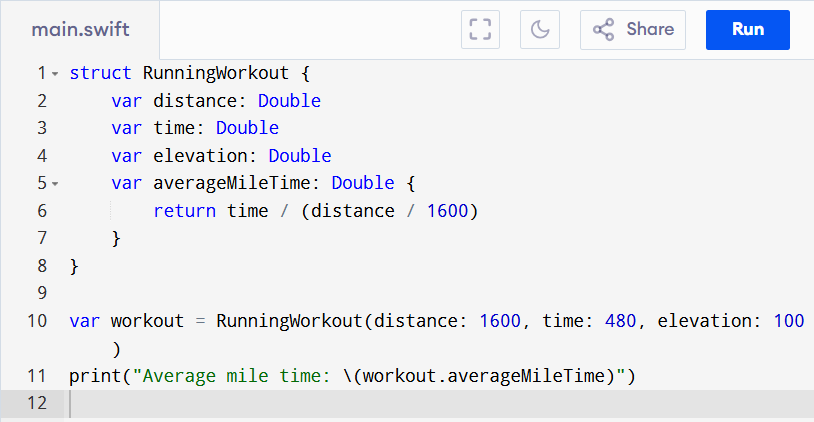 main.swift
Share
Run
1 struct RunningWorkout {
2     var distance: Double
3     var time: Double
4     var elevation: Double
5     var averageMileTime: Double {
6         return time / (distance / 1600)
7     }
8 }
9
10 var workout = RunningWorkout(distance: 1600, time: 480, elevation: 100
    )
11 print("Average mile time: \(workout.averageMileTime)")
12